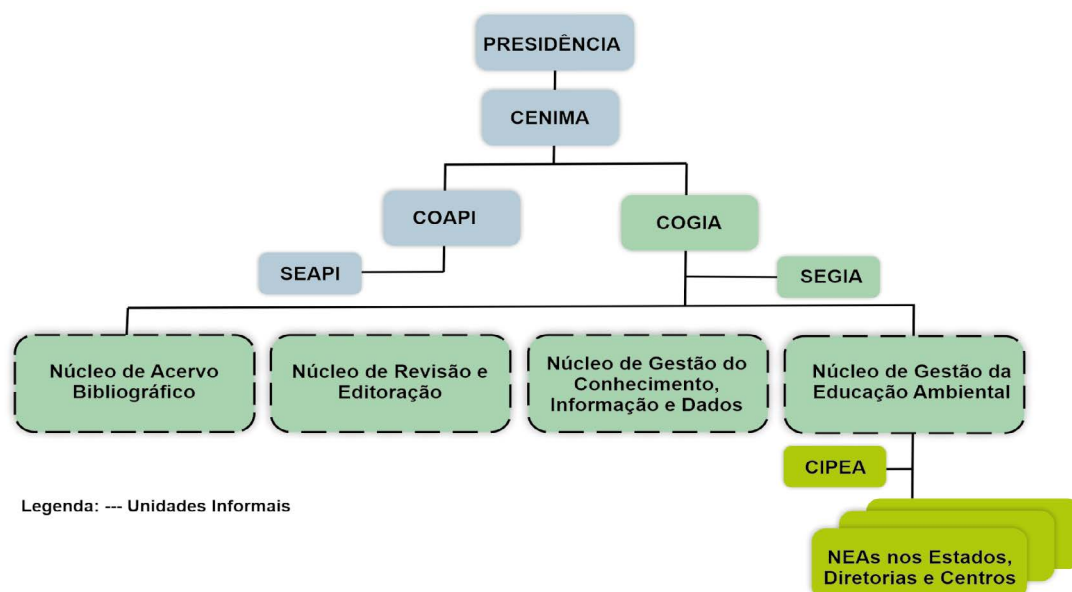 PRESIDÊNCIA
CENIMA
COAPI
COGIA
SEAPI
SEGIA
Núcleo de Acervo
Bibliográfico
Núcleo de Revisão e
Editoração
Núcleo de Gestão do
Conhecimento,
Informação e Dados
Núcleo de Gestão da
Educação Ambiental
CIPEA
Legenda: --- Unidades Informais
NEAs nos Estados,
Diretorias e Centros